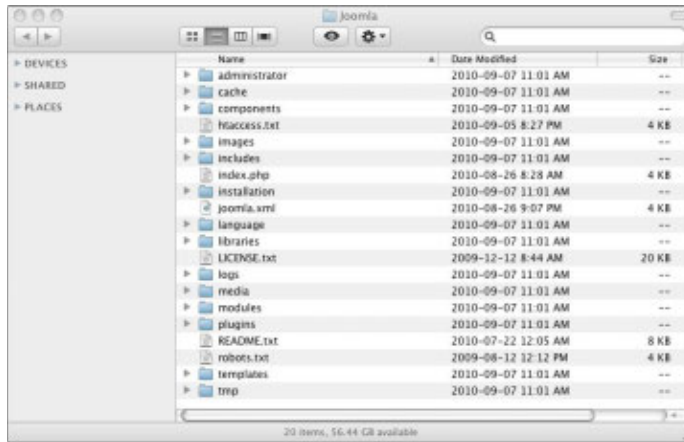 Joomla
DEVICES
SHARED
PLACES
Name Date Modified Size
administrator 2010-09-07 11:01 AM --
cache 2010-09-07 11:01 AM --
components 2010-09-07 11:01 AM --
htaccess.txt 2010-09-05 8:27 PM 4 KB
images 2010-09-07 11:01 AM --
includes 2010-09-07 11:01 AM --
index.php 2010-08-26 8:28 AM 4 KB
installation 2010-09-07 11:01 AM --
joomla.xml 2010-08-26 9:07 PM 4 KB
language 2010-09-07 11:01 AM --
libraries 2010-09-07 11:01 AM --
LICENSE.txt 2009-12-12 8:44 AM 20 KB
logs 2010-09-07 11:01 AM --
media 2010-09-07 11:01 AM --
modules 2010-09-07 11:01 AM --
plugins 2010-09-07 11:01 AM --
README.txt 2010-07-22 12:05 AM 8 KB
robots.txt 2009-08-12 12:12 PM 4 KB
templates 2010-09-07 11:01 AM --
tmp 2010-09-07 11:01 AM --
20 items, 56.44 GB available